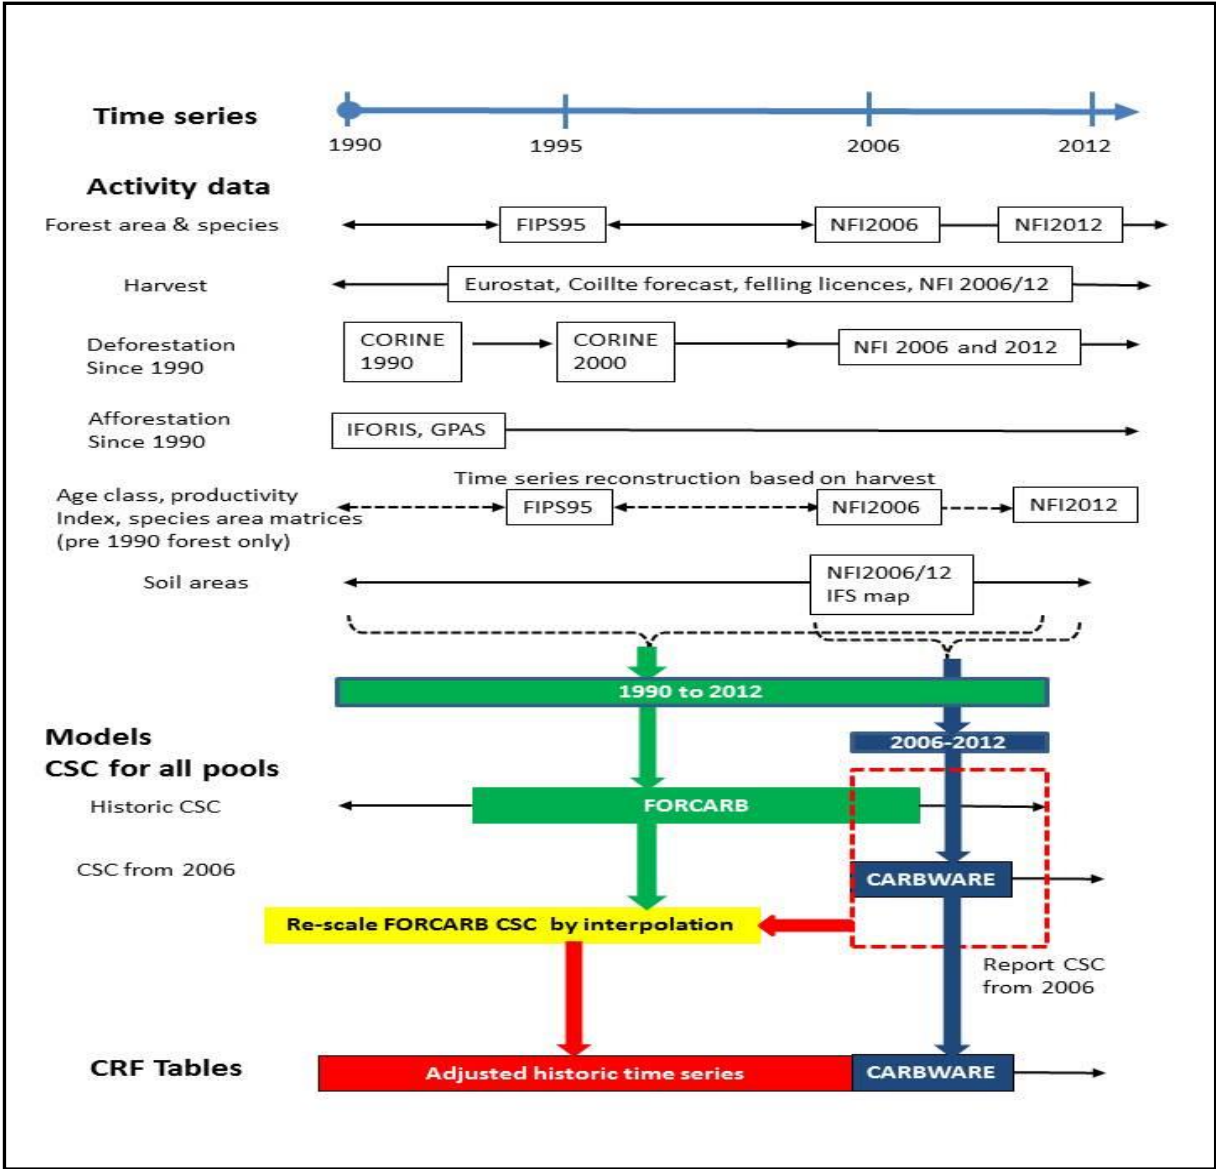 Time series
1990 1995 2006 2012
Activity data
Forest area & species FIPS95 NFI2006 NFI2012
Harvest Eurostat, Coillte forecast, felling licences, NFI 2006/12
Deforestation
Since 1990
CORINE
1990
CORINE
2000
NFI 2006 and 2012
Afforestation
Since 1990
IFORIS, GPAS
Time series reconstruction based on harvest
Age class, productivity
Index, species area matrices
(pre 1990 forest only)
FIPS95 NFI2006 NFI2012
Soil areas
NFI2006/12
IFS map
1990 to 2012
2006-2012
Models
CSC for all pools
Historic CSC FORCARB
CSC from 2006 CARBWARE
Re-scale FORCARB CSC by interpolation
Report CSC
from 2006
CRF Tables Adjusted historic time series CARBWARE